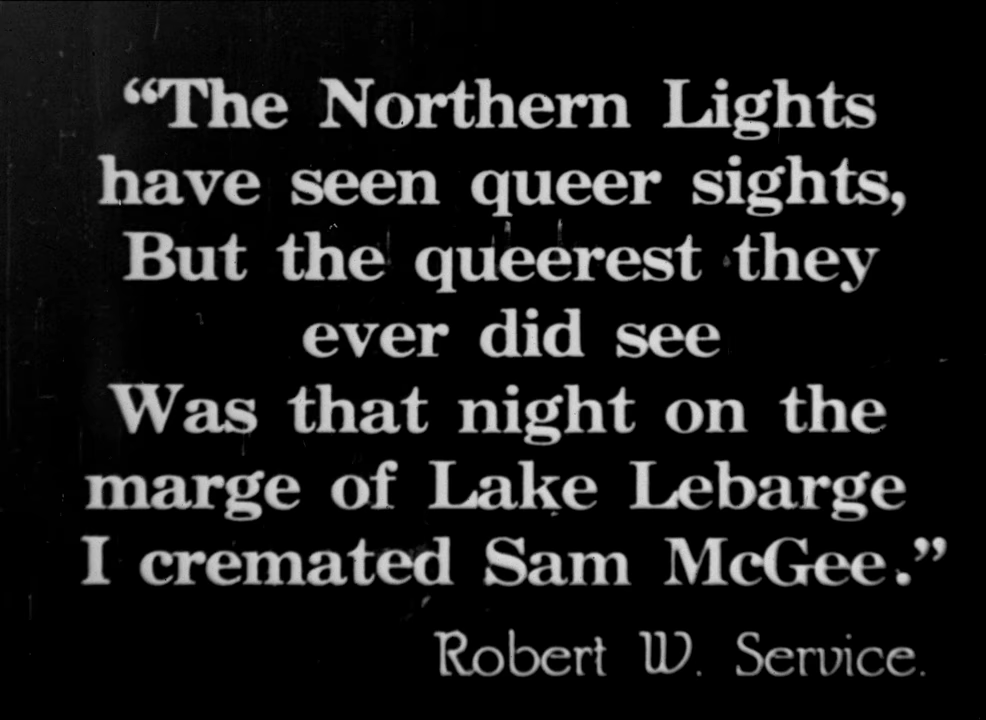 “The Northern Lights
have seen queer sights,
But the queerest they
ever did see
Was that night on the
marge of Lake Lebarge
I cremated Sam McGee.”
Robert W. Service.